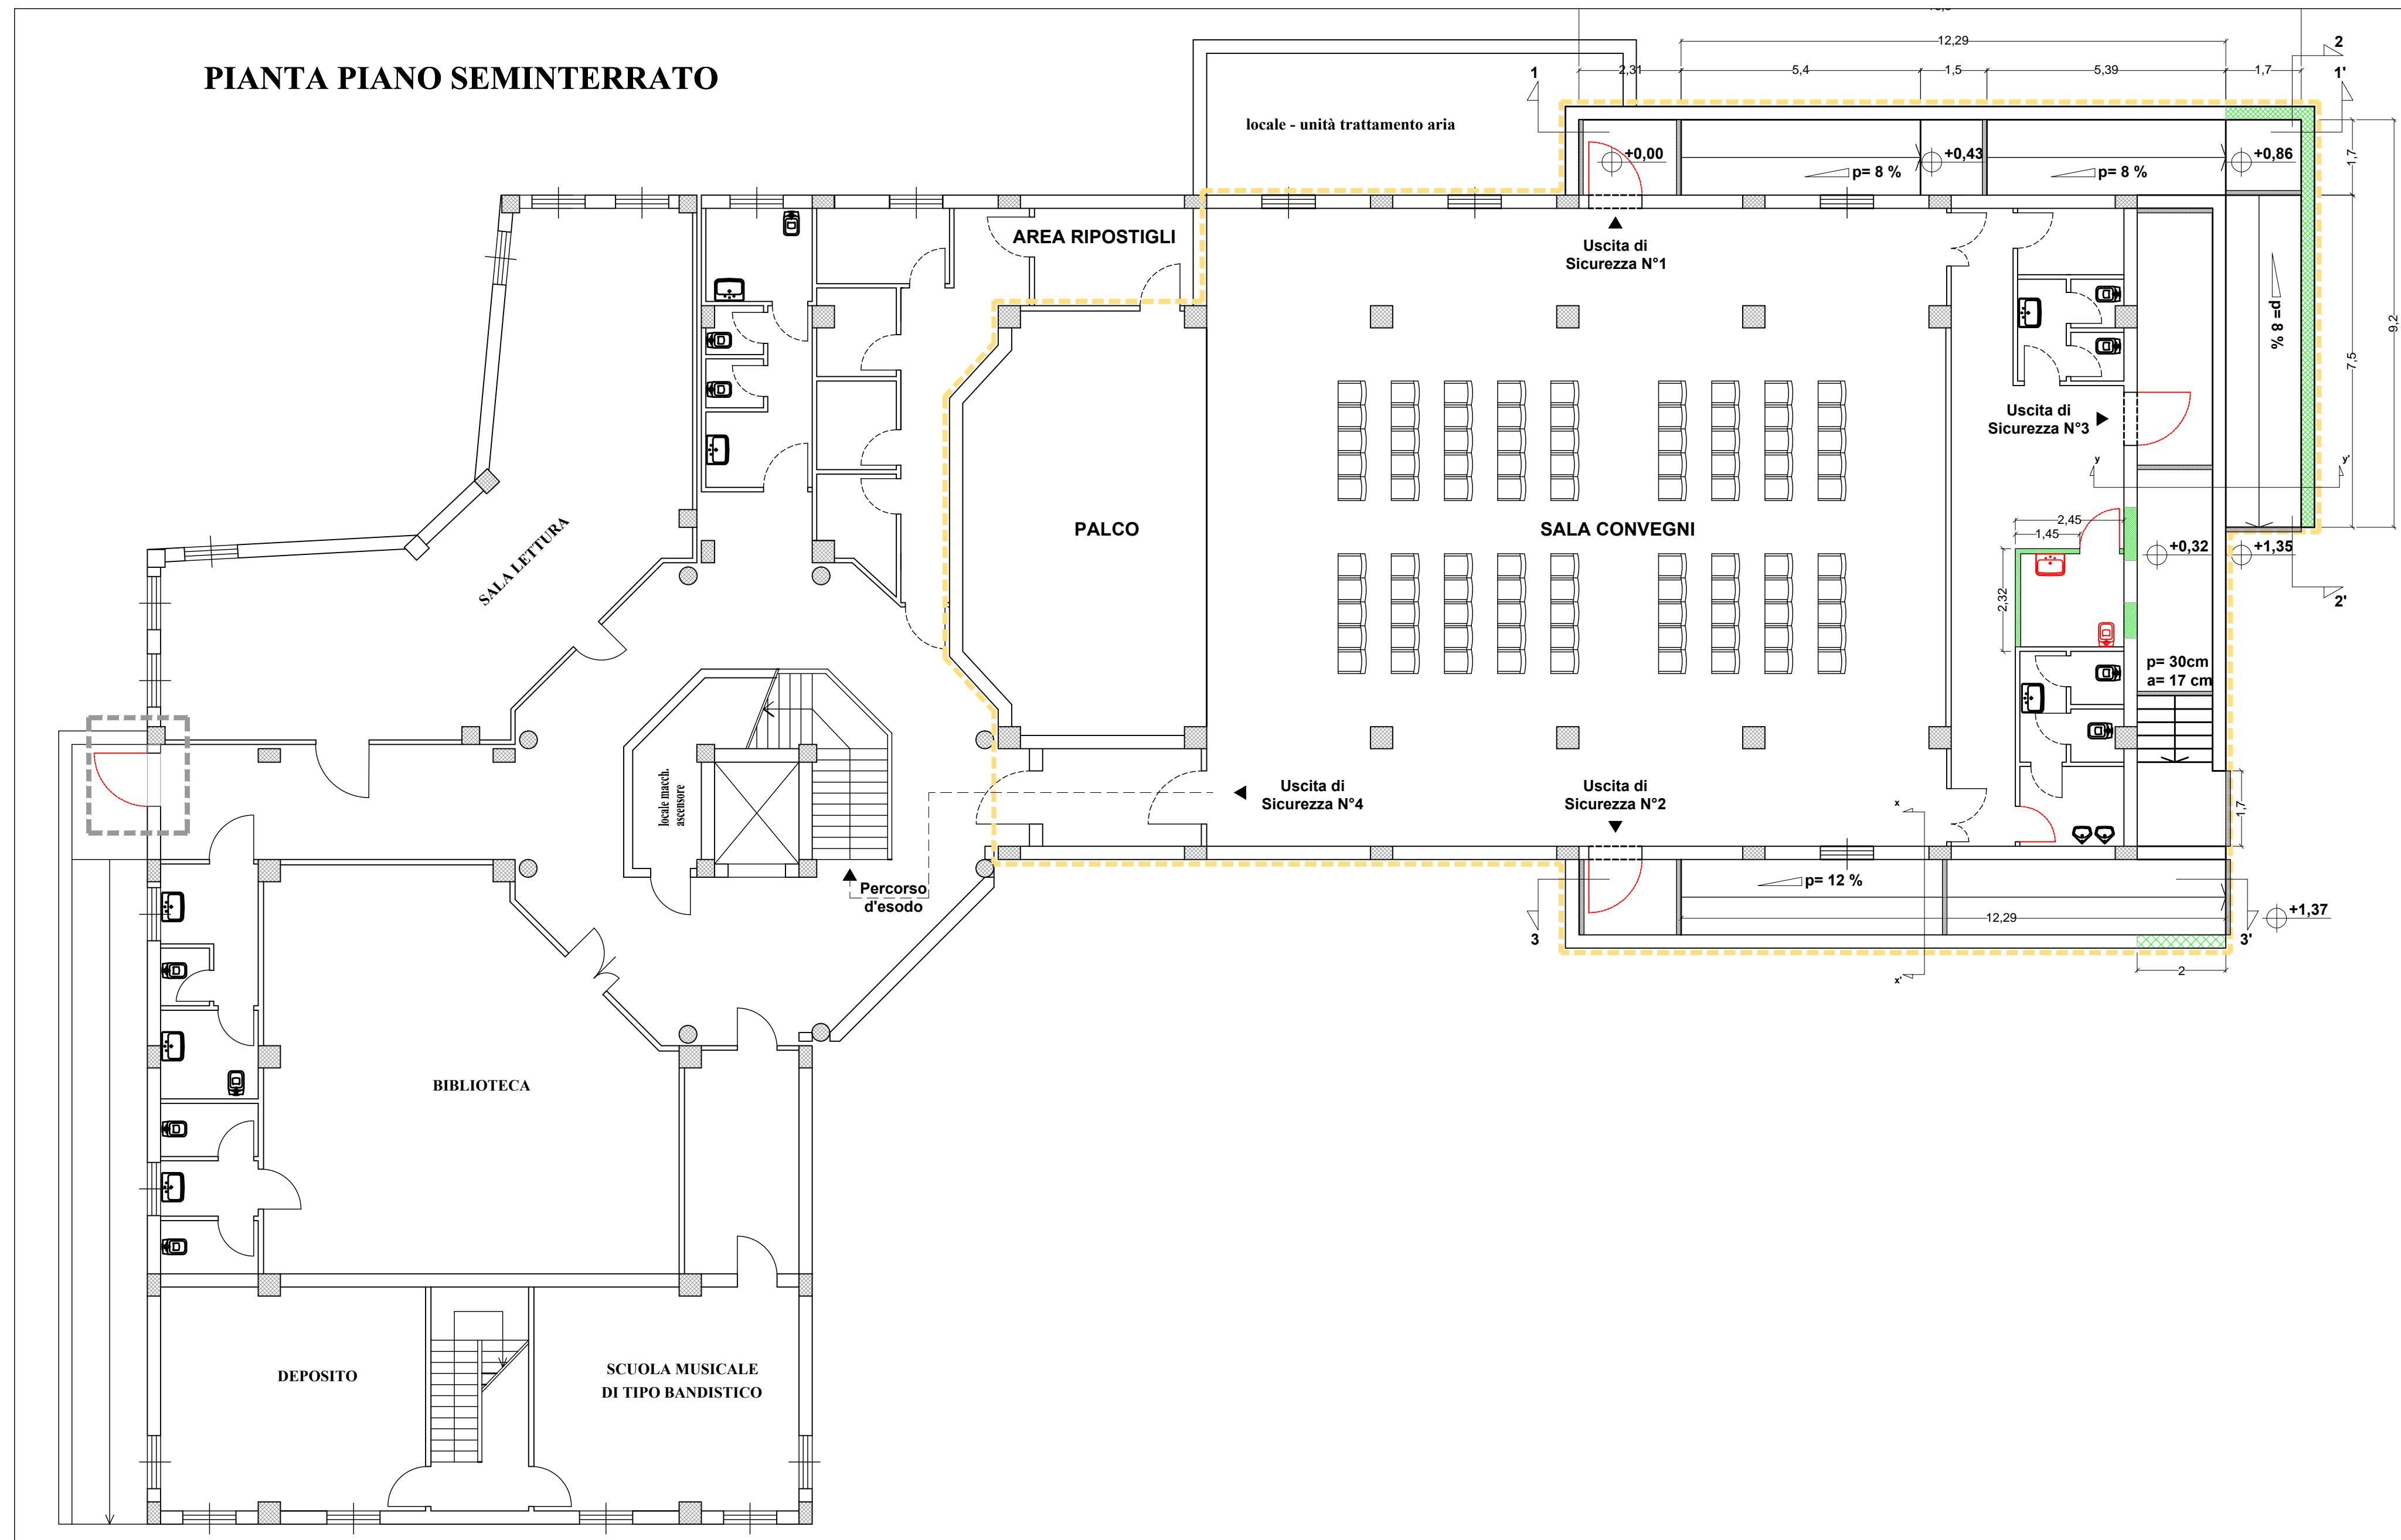 12,29
2
PIANTA PIANO SEMINTERRATO
1
2,31
5,4
1,5
5,39
1,7
1'
locale - unità trattamento aria
+0,00
+0,43
+0,86
1,7
p= 8 %
p= 8 %
AREA RIPOSTIGLI
Uscita di
Sicurezza N°1
p= 8 %
9,2
7,5
Uscita di
Sicurezza N°3
y
y'
SALA LETTURA
PALCO
SALA CONVEGNI
2,45
1,45
+0,32
+1,35
2,32
2'
p= 30cm
a= 17 cm
locale macch.
ascensore
Uscita di
Sicurezza N°4
Uscita di
Sicurezza N°2
x
1,7
Percorso
d'esodo
p= 12 %
12,29
+1,37
3
3'
2
x'
BIBLIOTECA
DEPOSITO
SCUOLA MUSICALE
DI TIPO BANDISTICO